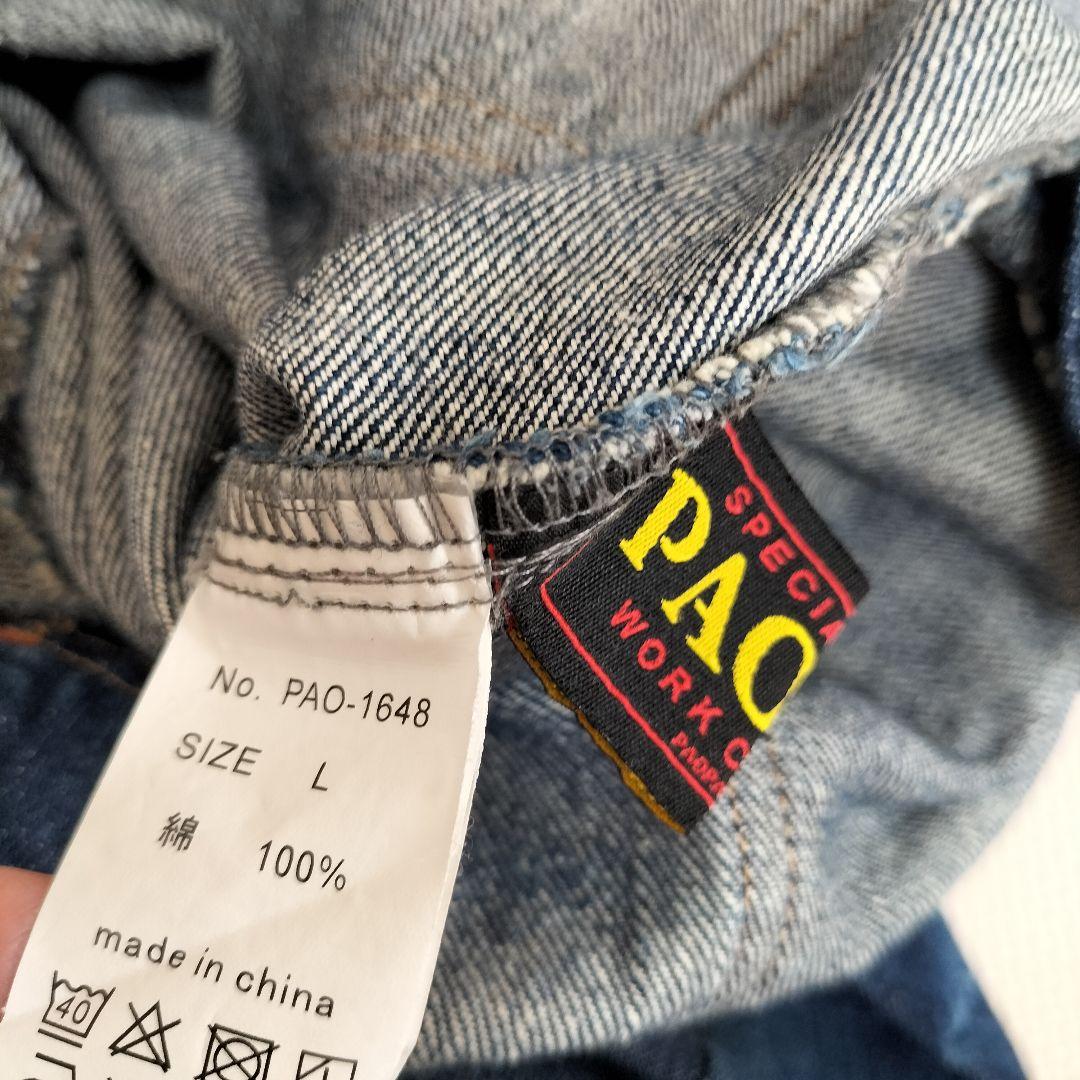 No. PAO-1648
SIZE L
綿 100%
made in china
40
SPECIA
PAO
WORK C